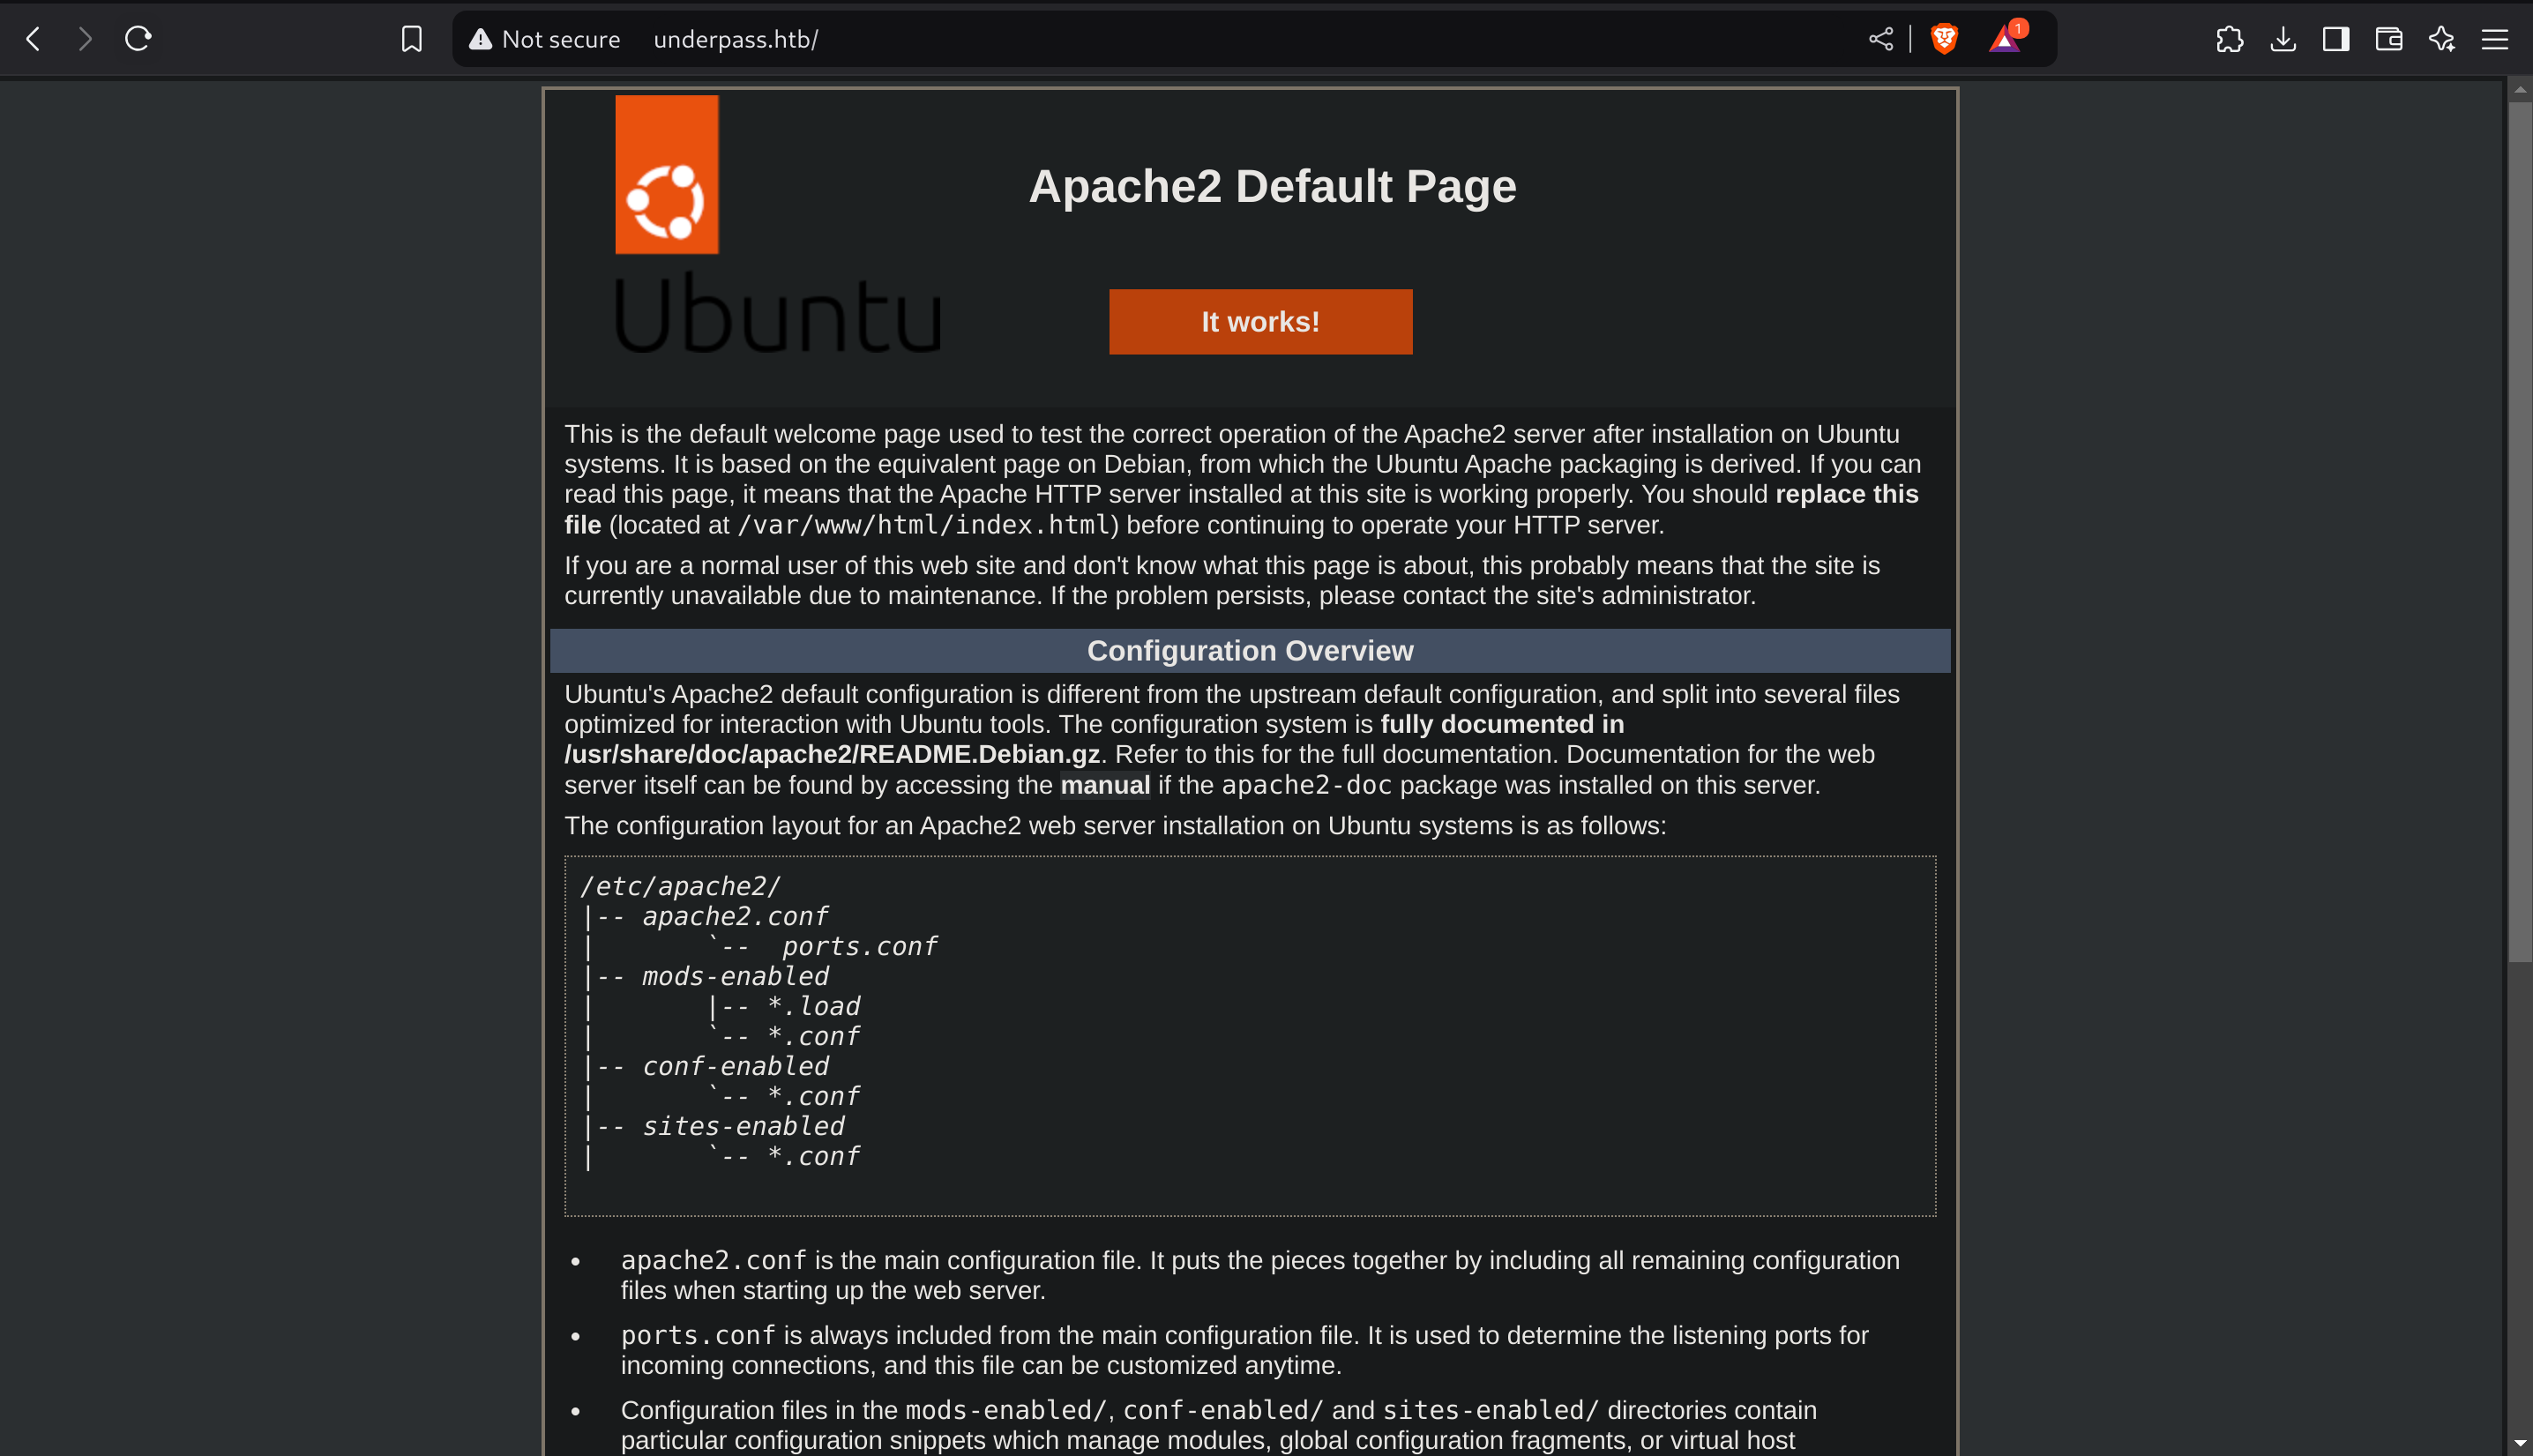 Not secure underpass.htb/
1
Apache2 Default Page
Ubuntu
It works!
This is the default welcome page used to test the correct operation of the Apache2 server after installation on Ubuntu
systems. It is based on the equivalent page on Debian, from which the Ubuntu Apache packaging is derived. If you can
read this page, it means that the Apache HTTP server installed at this site is working properly. You should replace this
file (located at /var/www/html/index.html) before continuing to operate your HTTP server.
If you are a normal user of this web site and don't know what this page is about, this probably means that the site is
currently unavailable due to maintenance. If the problem persists, please contact the site's administrator.
Configuration Overview
Ubuntu's Apache2 default configuration is different from the upstream default configuration, and split into several files
optimized for interaction with Ubuntu tools. The configuration system is fully documented in
/usr/share/doc/apache2/README.Debian.gz. Refer to this for the full documentation. Documentation for the web
server itself can be found by accessing the manual if the apache2-doc package was installed on this server.
The configuration layout for an Apache2 web server installation on Ubuntu systems is as follows:
/etc/apache2/
|-- apache2.conf
|       `--  ports.conf
|-- mods-enabled
|       |-- *.load
|       `-- *.conf
|-- conf-enabled
|       `-- *.conf
|-- sites-enabled
|       `-- *.conf
• apache2.conf is the main configuration file. It puts the pieces together by including all remaining configuration
files when starting up the web server.
• ports.conf is always included from the main configuration file. It is used to determine the listening ports for
incoming connections, and this file can be customized anytime.
• Configuration files in the mods-enabled/, conf-enabled/ and sites-enabled/ directories contain
particular configuration snippets which manage modules, global configuration fragments, or virtual host